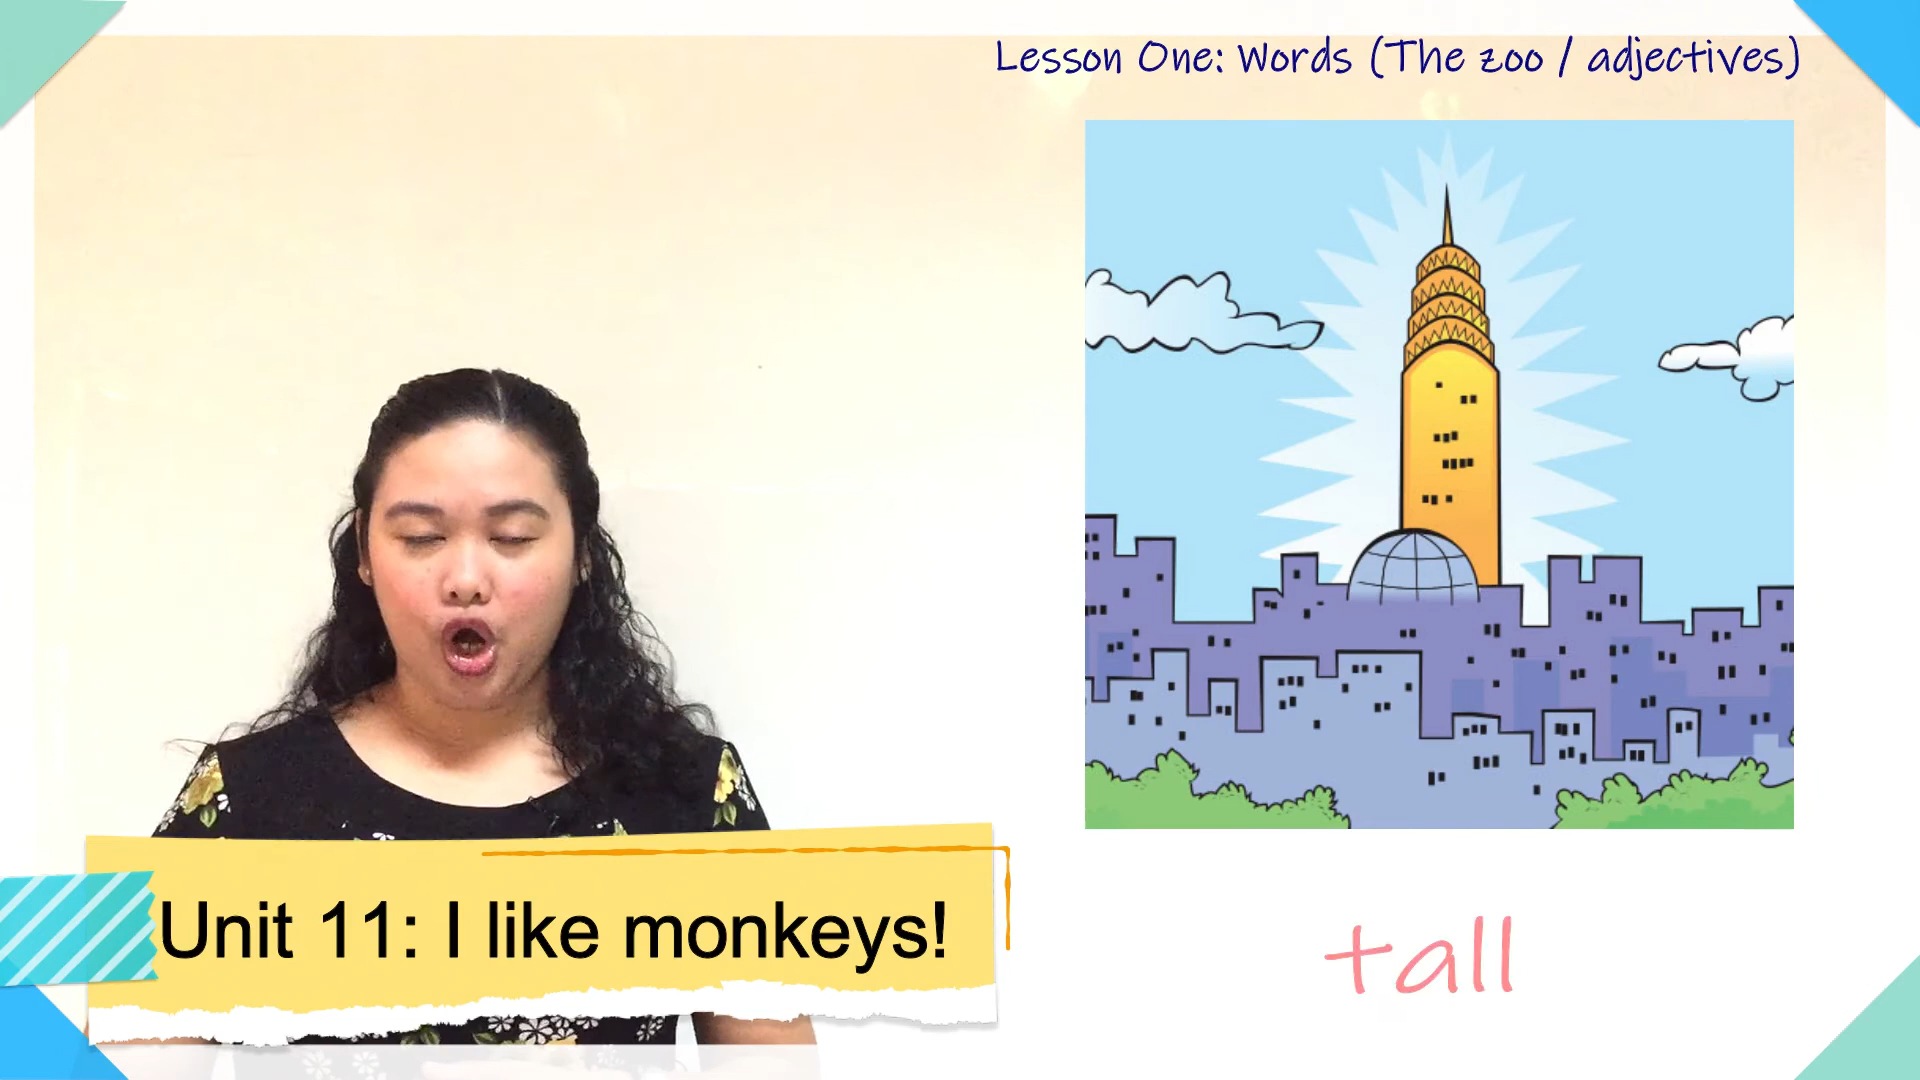 Lesson One: Words (The zoo / adjectives)
Unit 11: I like monkeys!
tall